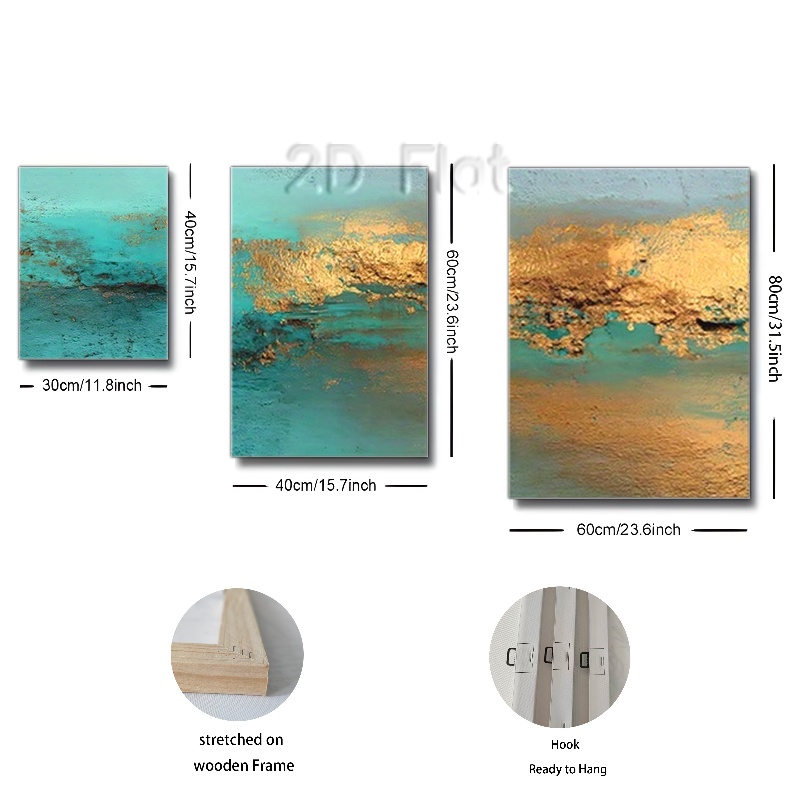 2D Flat
40cm/15.7inch
30cm/11.8inch
60cm/23.6inch
40cm/15.7inch
80cm/31.5inch
60cm/23.6inch
stretched on
wooden Frame
Hook
Ready to Hang